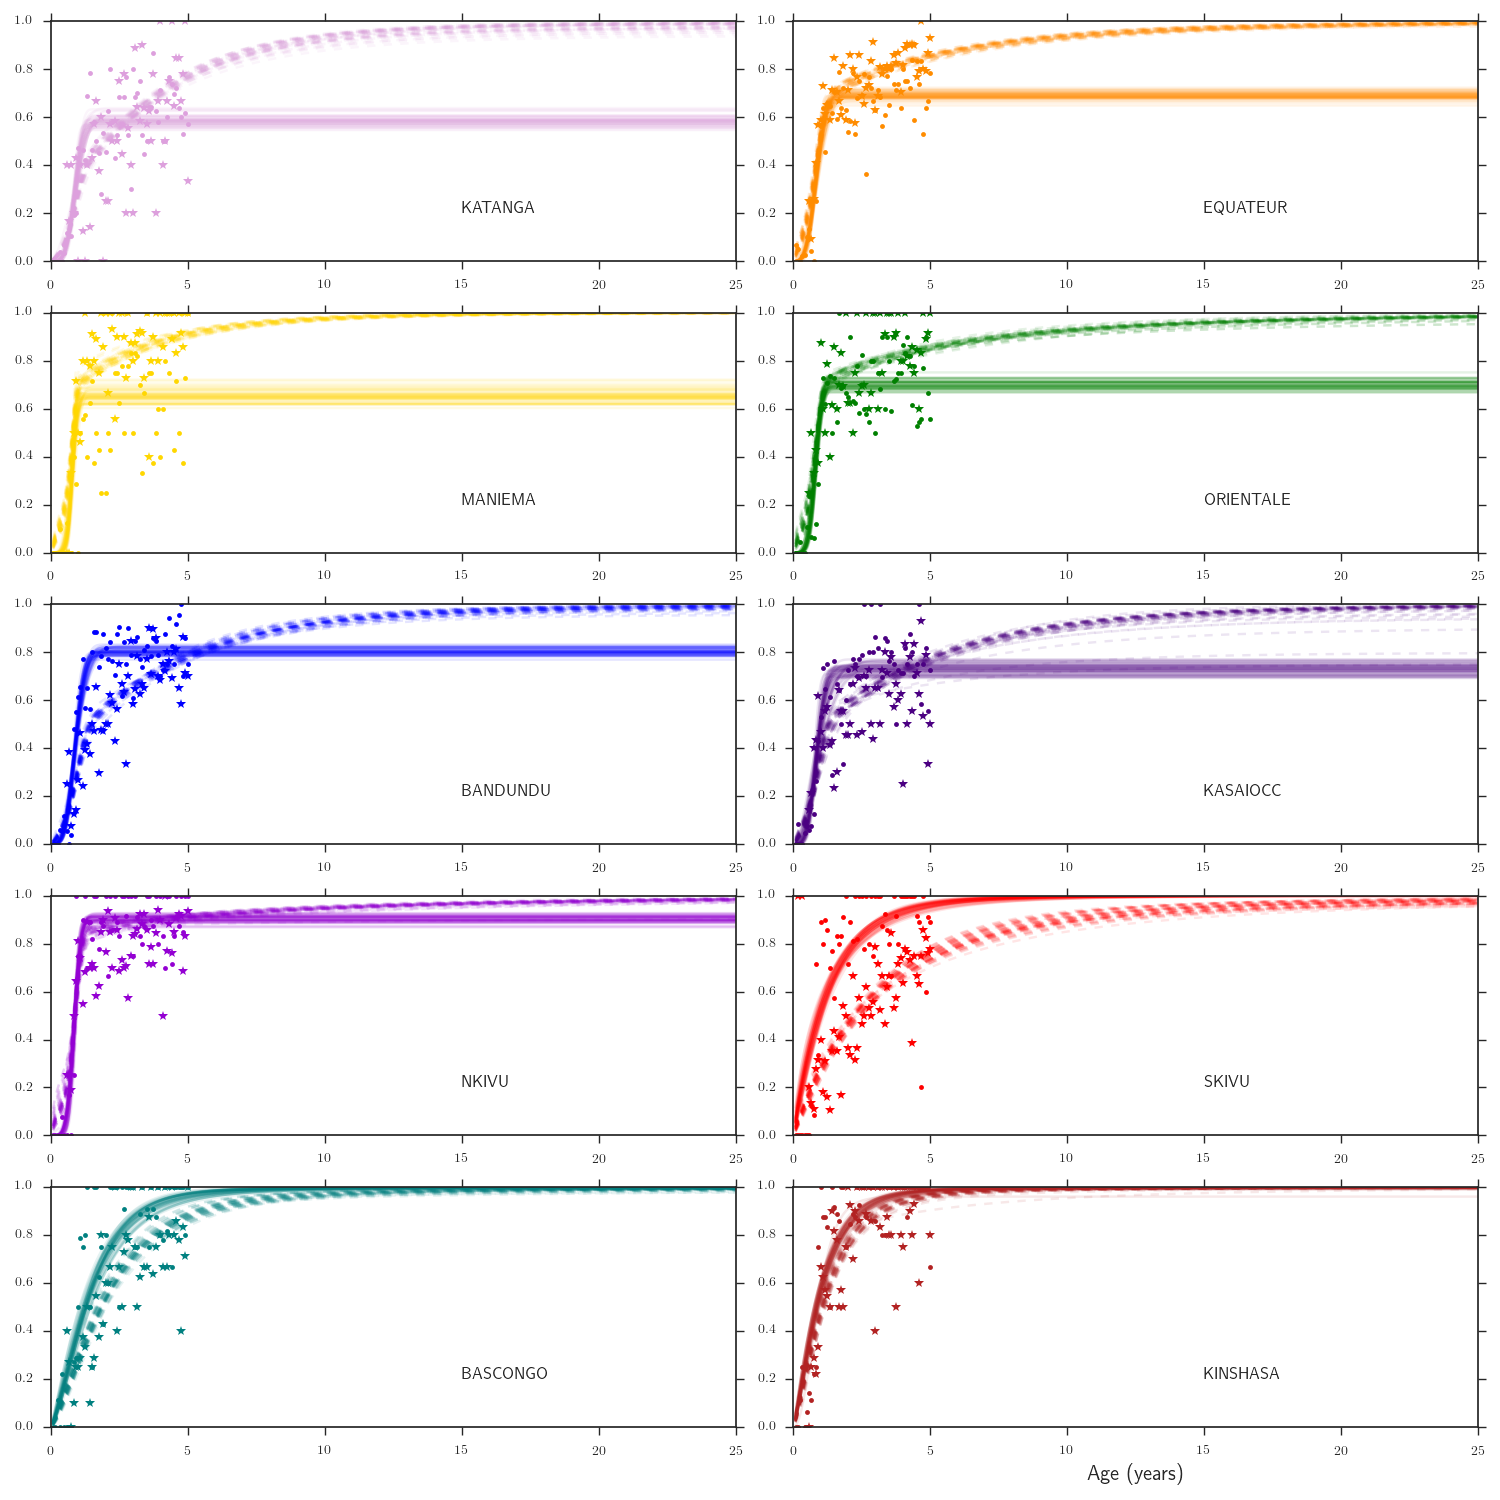 1.0 1.0
0.8 0.8
0.6 0.6
0.4 0.4
0.2 KATANGA 0.2 EQUATEUR
0.0 0.0
0 5 10 15 20 25 0 5 10 15 20 25
1.0 1.0
0.8 0.8
0.6 0.6
0.4 0.4
0.2 MANIEMA 0.2 ORIENTALE
0.0 0.0
0 5 10 15 20 25 0 5 10 15 20 25
1.0 1.0
0.8 0.8
0.6 0.6
0.4 0.4
0.2 BANDUNDU 0.2 KASAIOCC
0.0 0.0
0 5 10 15 20 25 0 5 10 15 20 25
1.0 1.0
0.8 0.8
0.6 0.6
0.4 0.4
0.2 NKIVU 0.2 SKIVU
0.0 0.0
0 5 10 15 20 25 0 5 10 15 20 25
1.0 1.0
0.8 0.8
0.6 0.6
0.4 0.4
0.2 BASCONGO 0.2 KINSHASA
0.0 0.0
0 5 10 15 20 25 0 5 10 15 20 25
Age (years)